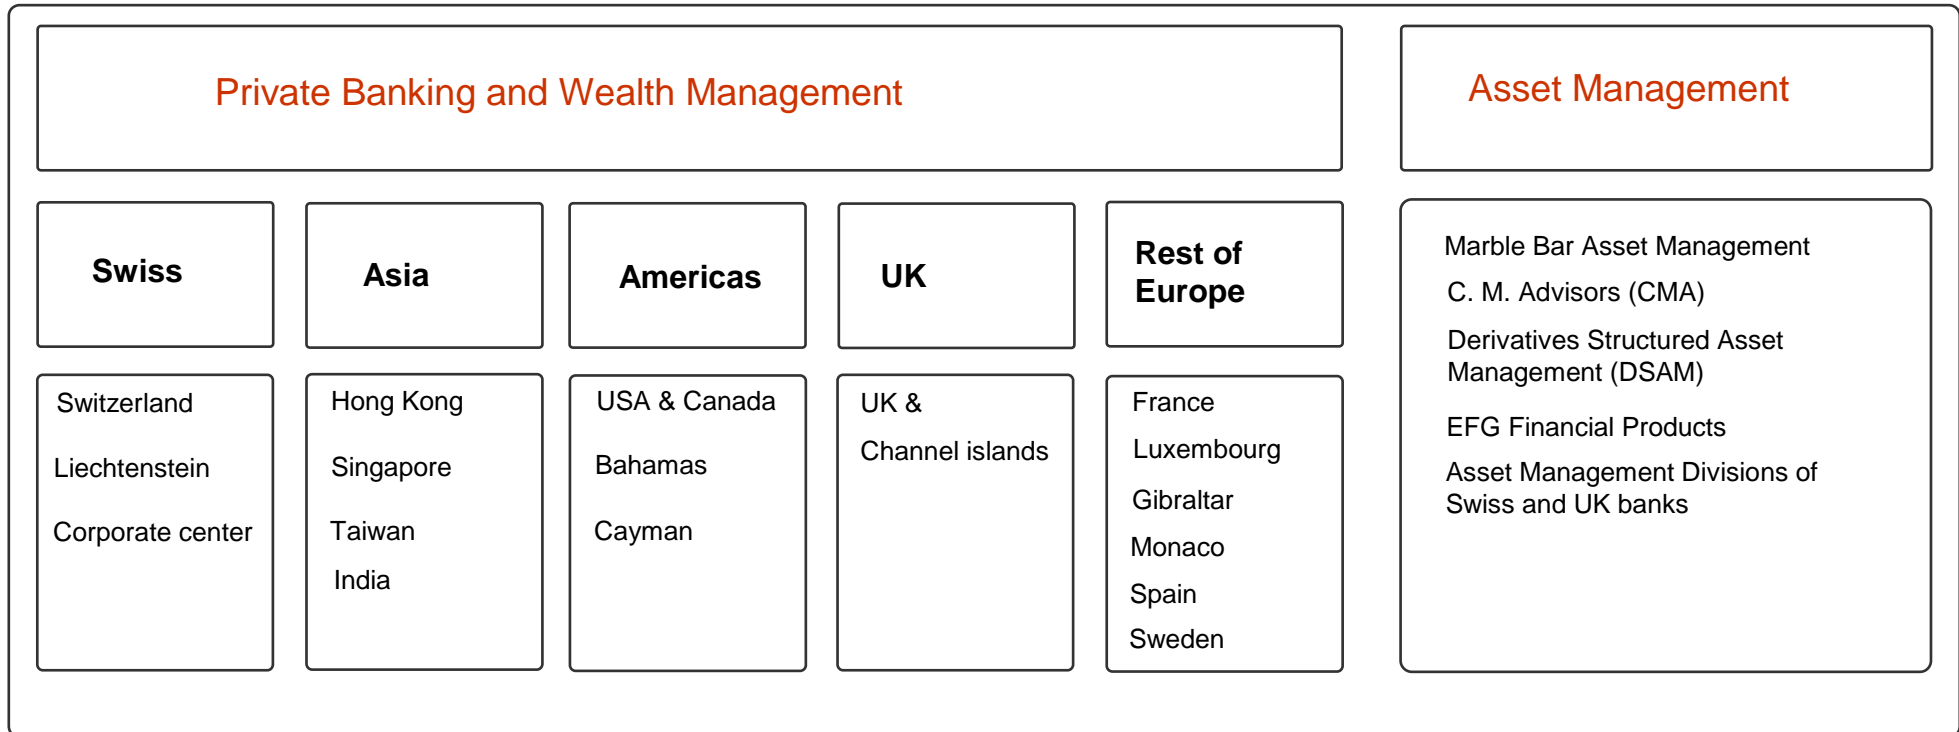 Private Banking and Wealth Management
Asset Management
Swiss
Asia
Americas
UK
Rest of
Europe
Switzerland
Liechtenstein
Corporate center
Hong Kong
Singapore
Taiwan
India
USA & Canada
Bahamas
Cayman
UK &
Channel islands
France
Luxembourg
Gibraltar
Monaco
Spain
Sweden
Marble Bar Asset Management
C. M. Advisors (CMA)
Derivatives Structured Asset
Management (DSAM)
EFG Financial Products
Asset Management Divisions of
Swiss and UK banks